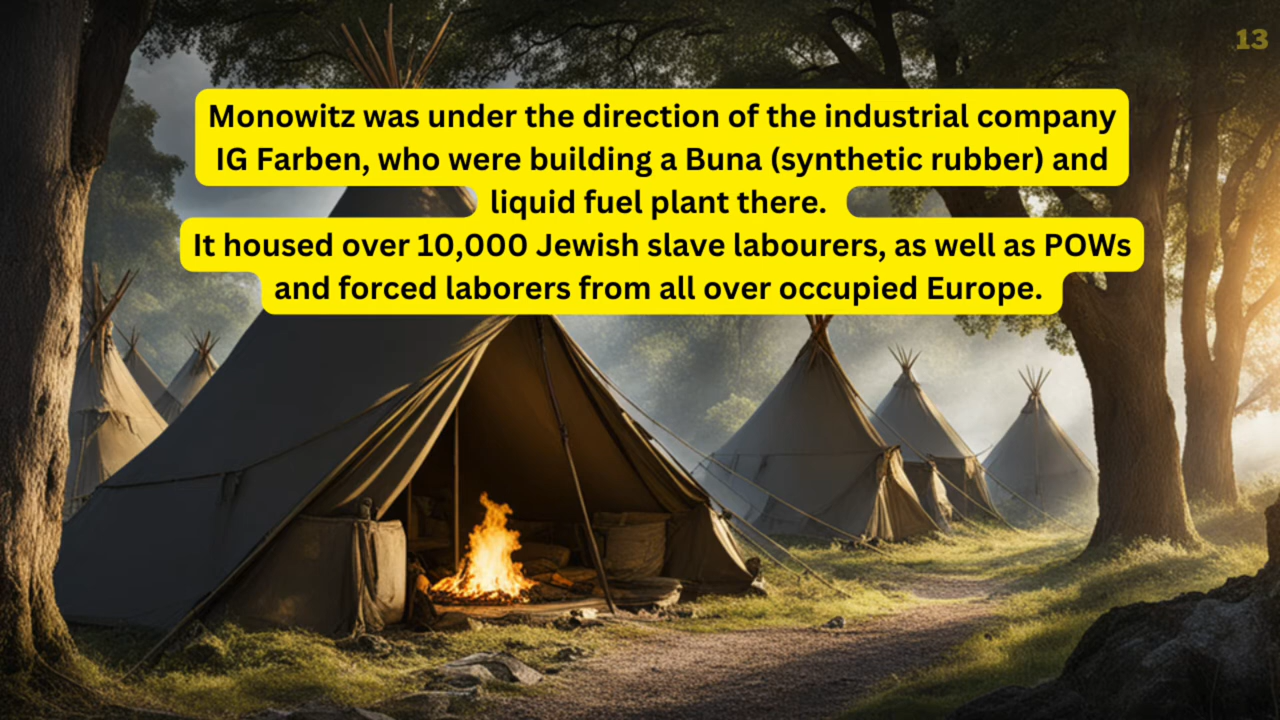 13
Monowitz was under the direction of the industrial company
IG Farben, who were building a Buna (synthetic rubber) and
liquid fuel plant there.
It housed over 10,000 Jewish slave labourers, as well as POWs
and forced laborers from all over occupied Europe.